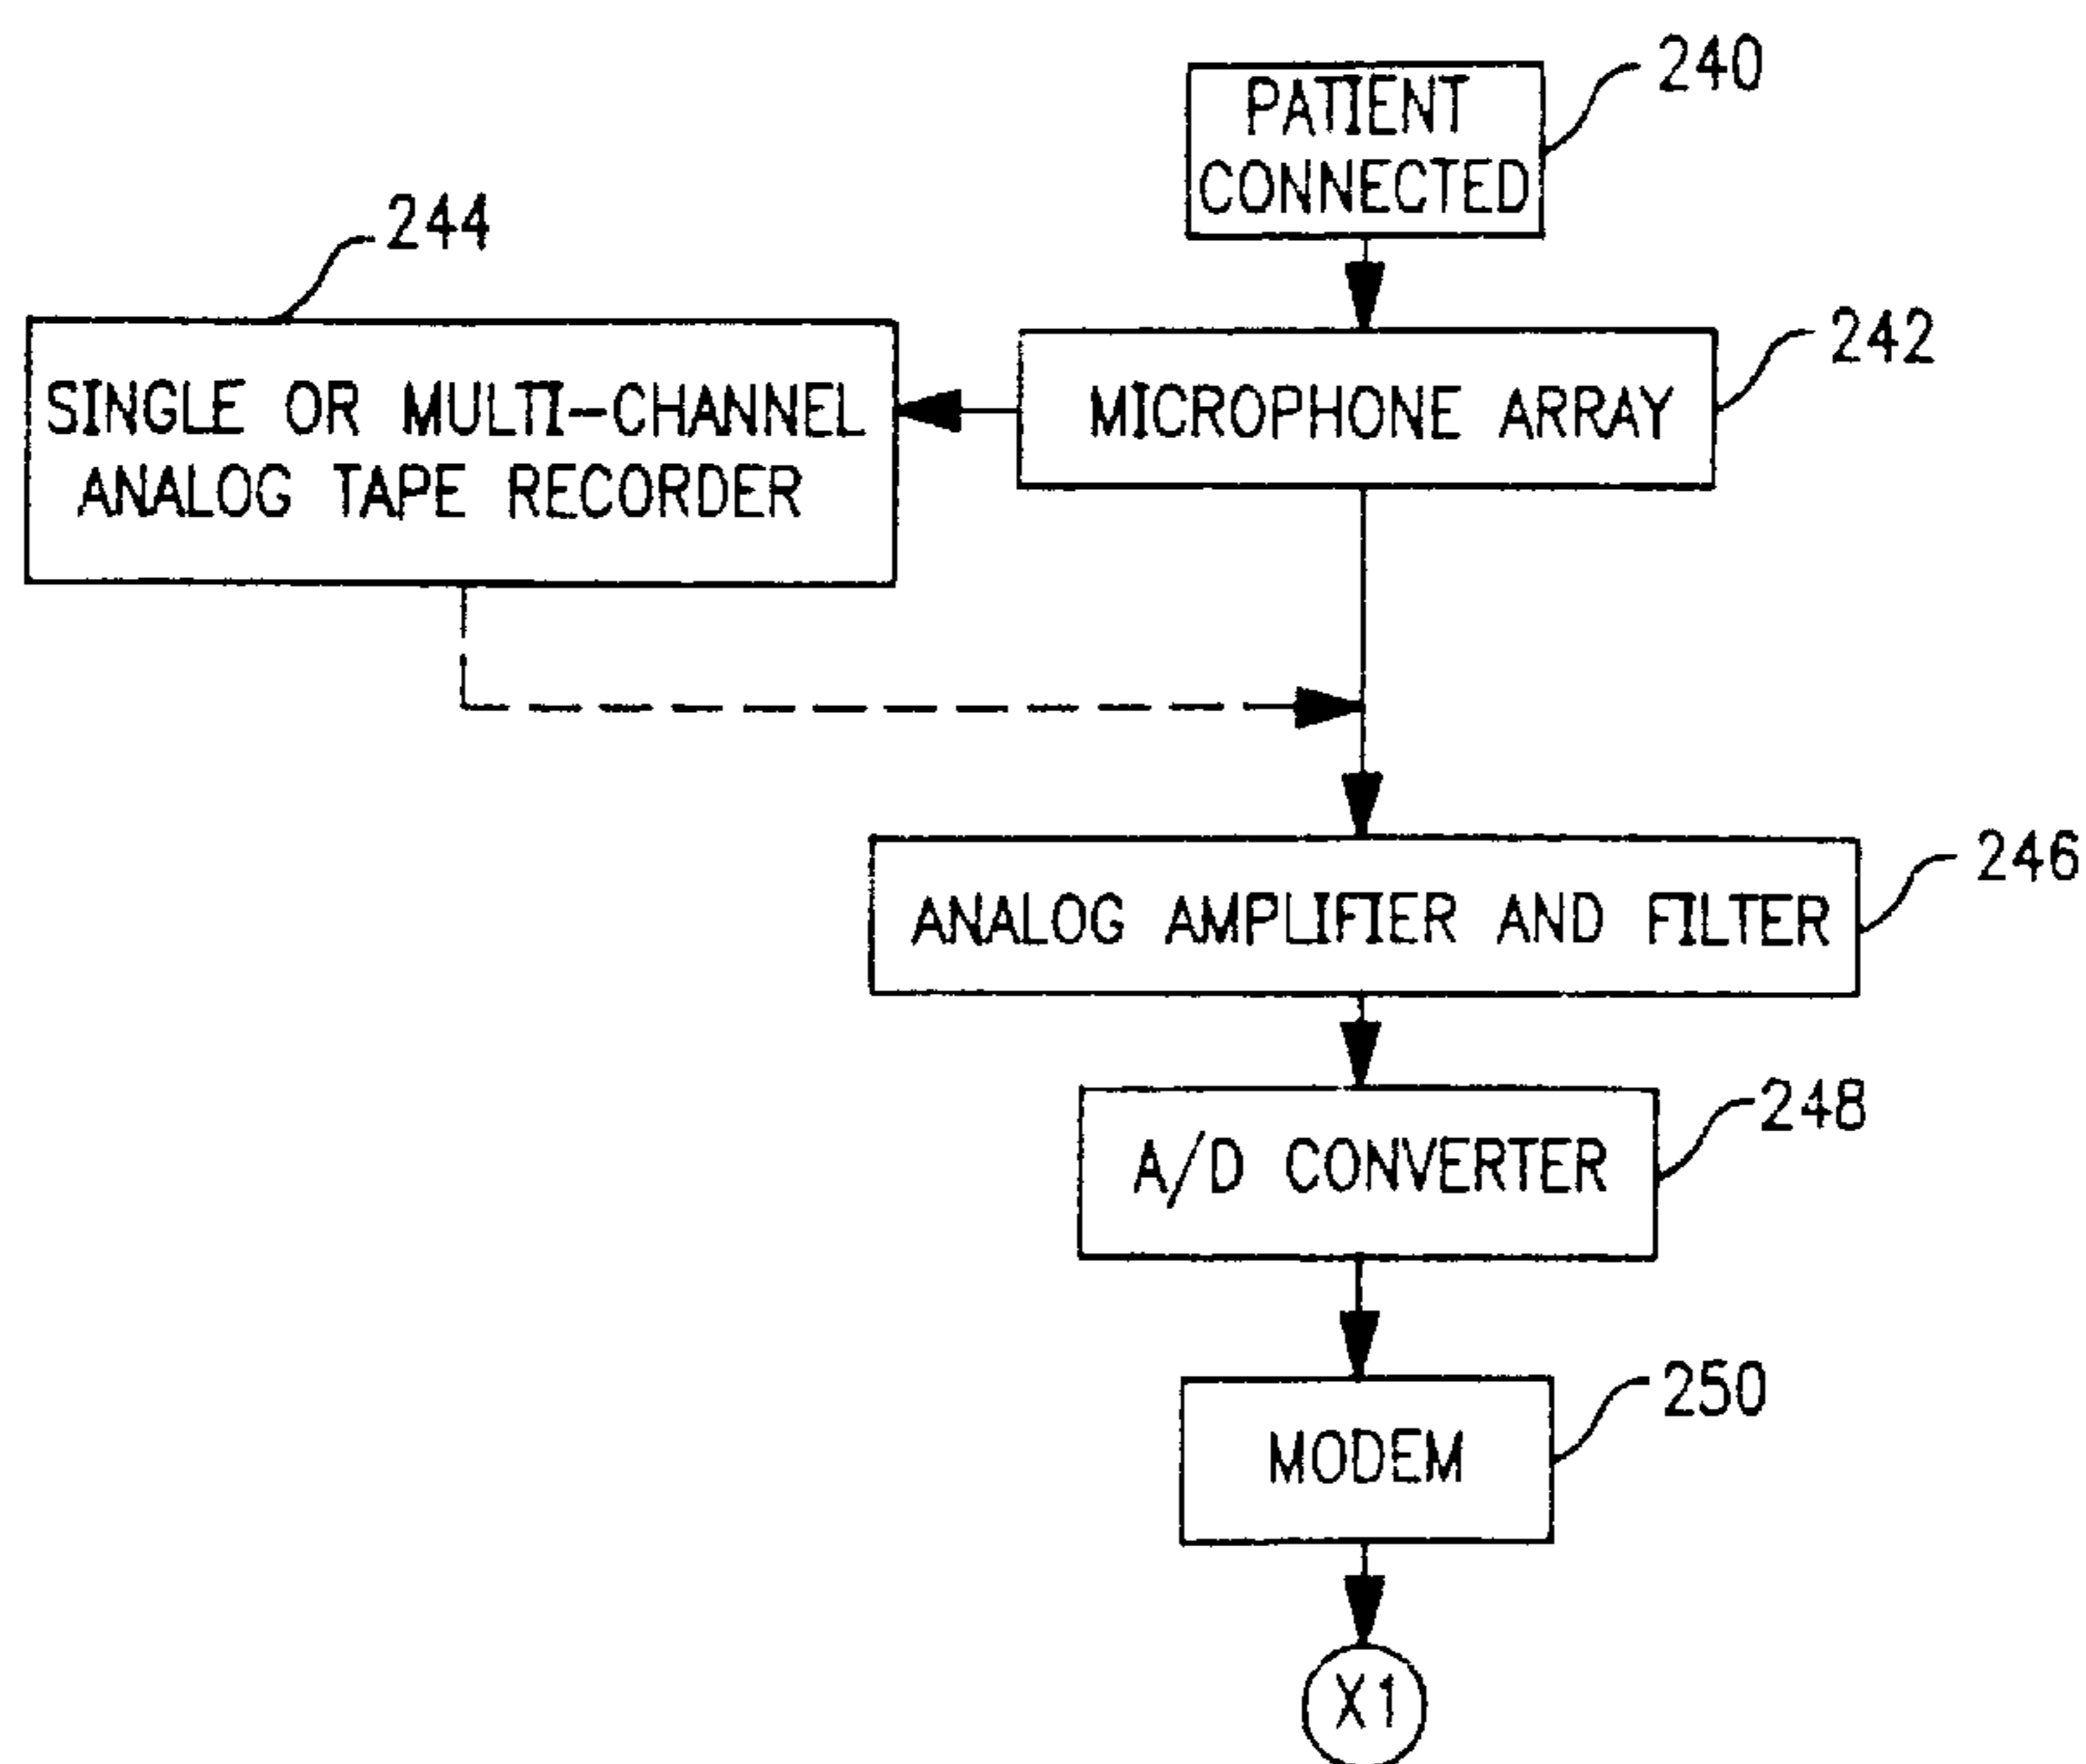 PATIENT
CONNECTED
240
244
242
SINGLE OR MULTI-CHANNEL
ANALOG TAPE RECORDER
MICROPHONE ARRAY
246
ANALOG AMPLIFIER AND FILTER
248
A/D CONVERTER
250
MODEM
X1